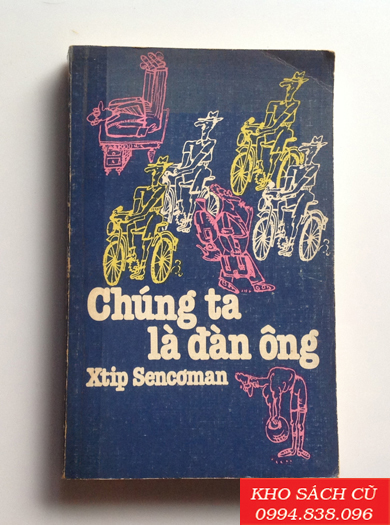 Chúng ta
là đàn ông
Xtip Sencơman
KHO SÁCH CŨ
0994.838.096